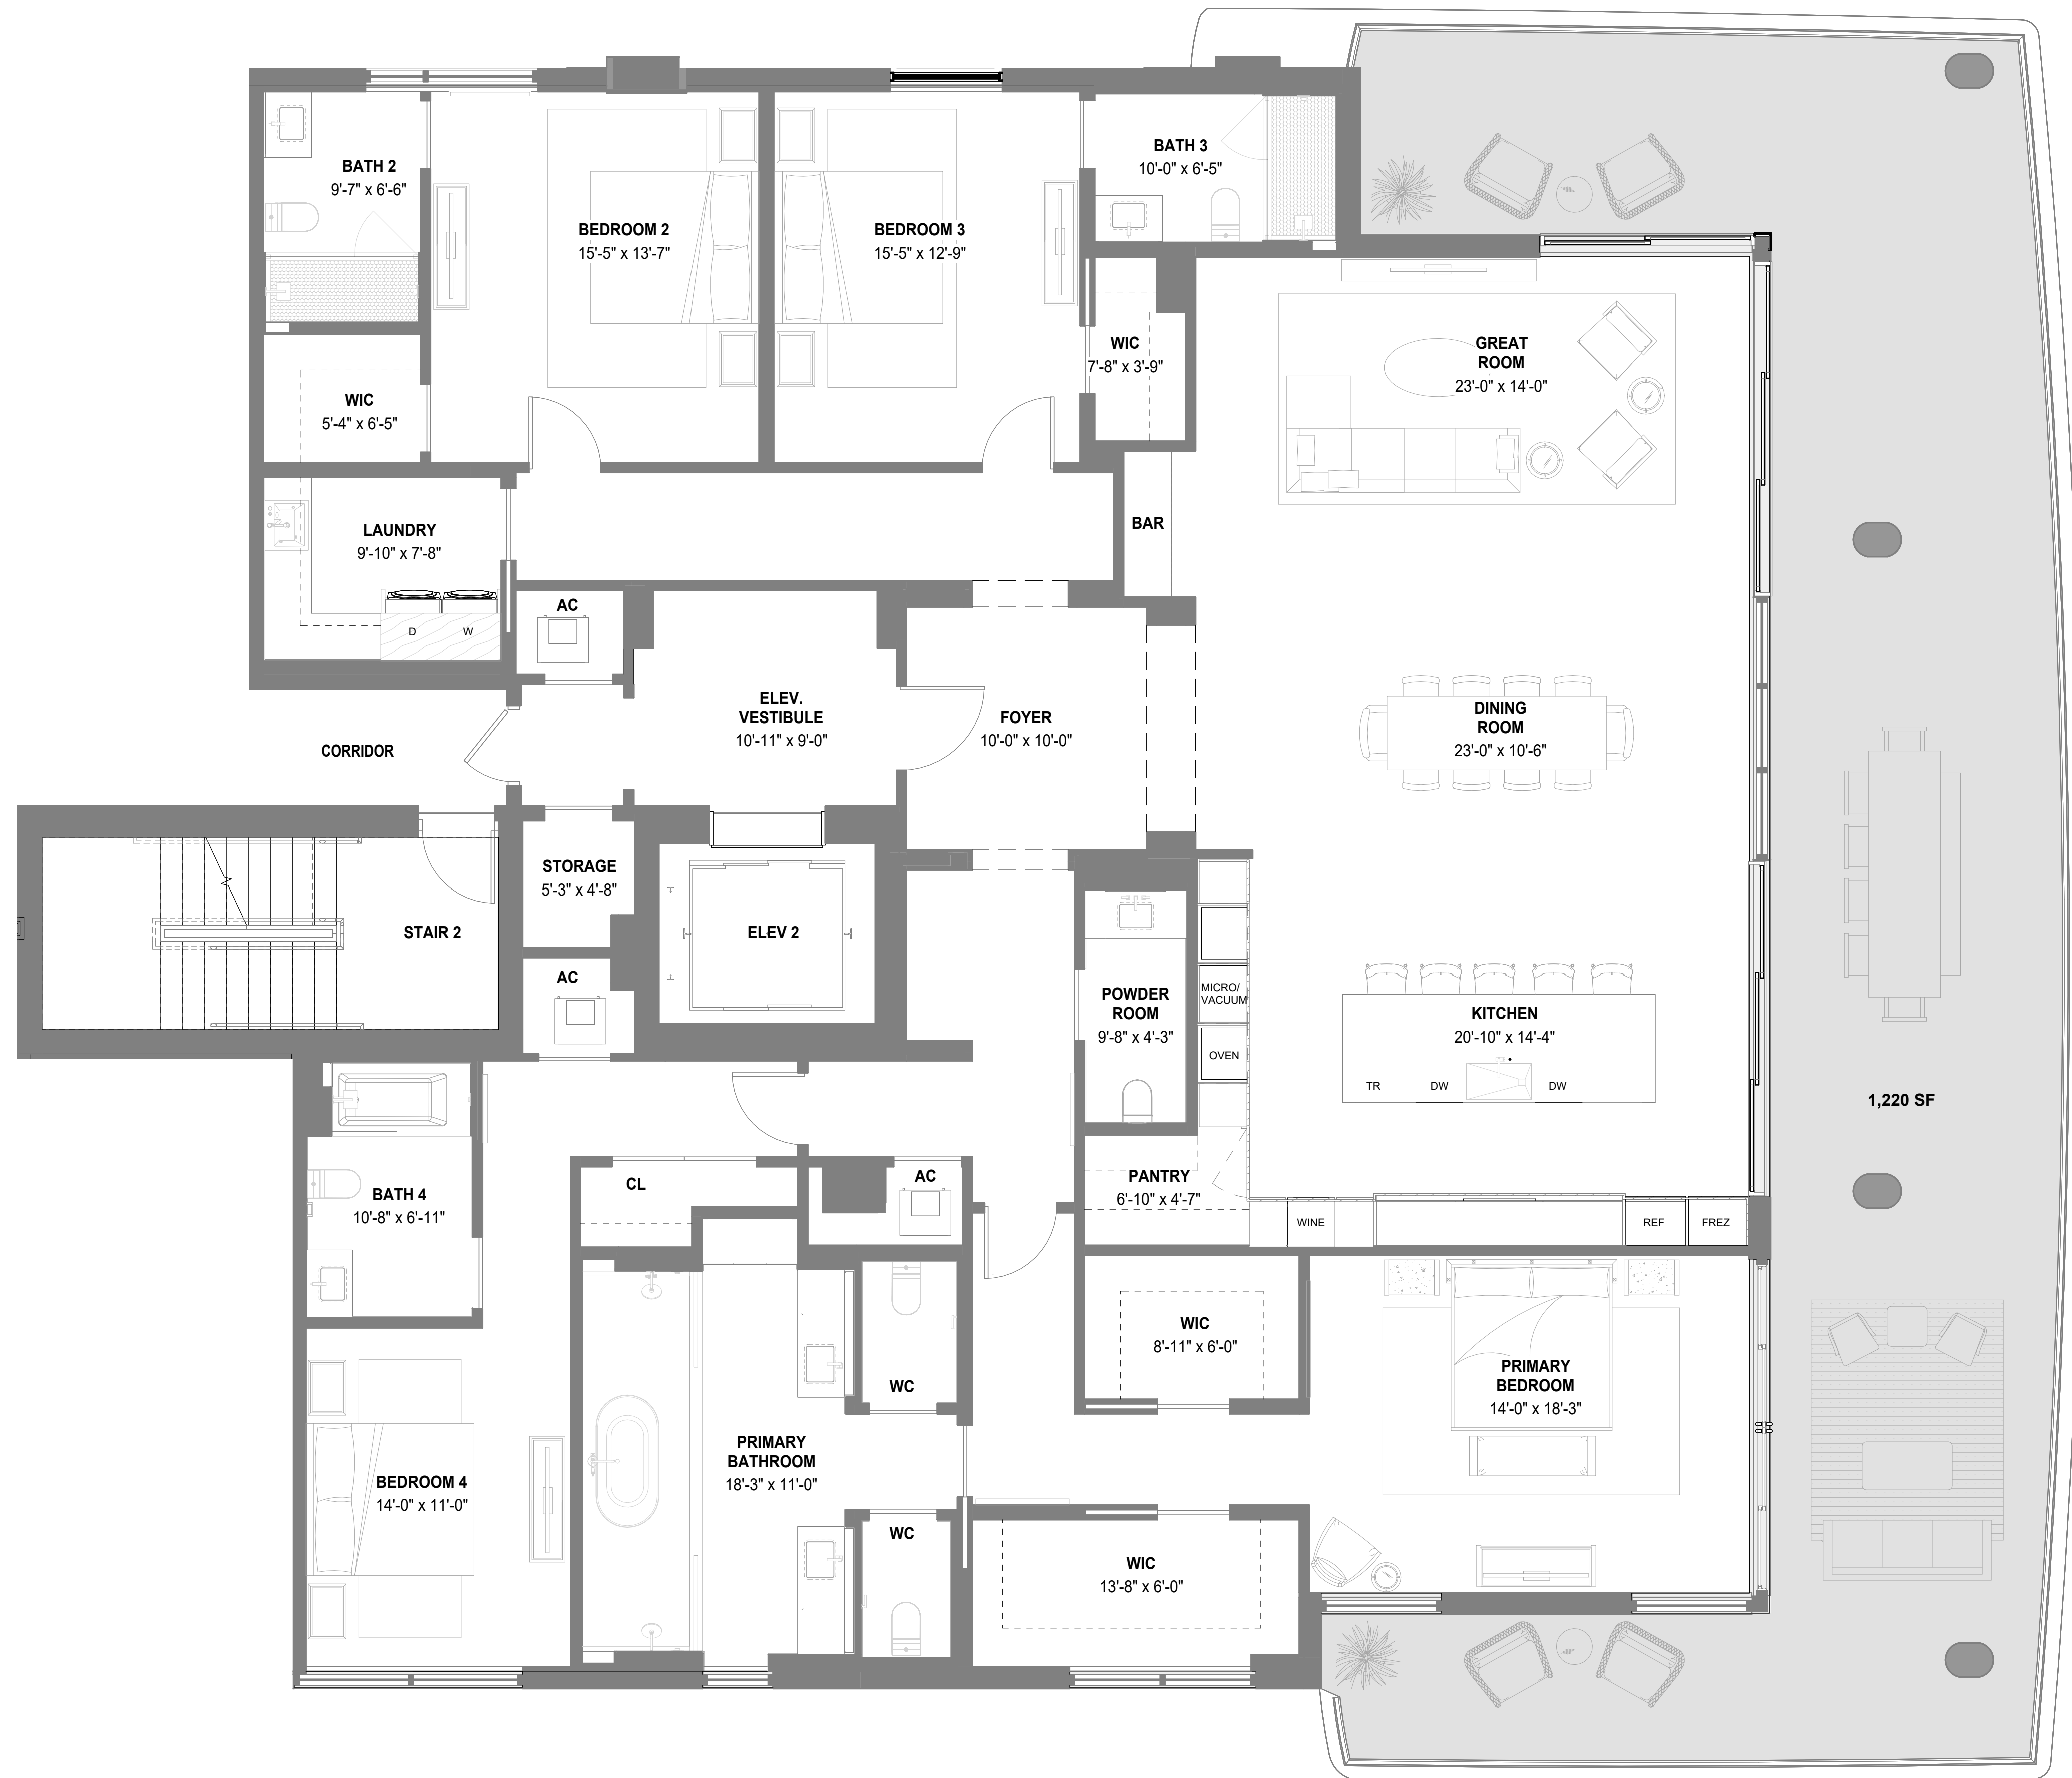 BATH 2
9'-7" x 6'-6"
BEDROOM 2
15'-5" x 13'-7"
BEDROOM 3
15'-5" x 12'-9"
BATH 3
10'-0" x 6'-5"
WIC
5'-4" x 6'-5"
WIC
7'-8" x 3'-9"
GREAT
ROOM
23'-0" x 14'-0"
LAUNDRY
9'-10" x 7'-8"
D
W
BAR
AC
ELEV.
VESTIBULE
10'-11" x 9'-0"
FOYER
10'-0" x 10'-0"
DINING
ROOM
23'-0" x 10'-6"
CORRIDOR
STORAGE
5'-3" x 4'-8"
STAIR 2
ELEV 2
AC
POWDER
ROOM
9'-8" x 4'-3"
MICRO/
VACUUM
OVEN
KITCHEN
20'-10" x 14'-4"
TR
DW
DW
1,220 SF
BATH 4
10'-8" x 6'-11"
CL
AC
PANTRY
6'-10" x 4'-7"
WINE
REF
FREZ
WC
WIC
8'-11" x 6'-0"
PRIMARY
BEDROOM
14'-0" x 18'-3"
PRIMARY
BATHROOM
18'-3" x 11'-0"
BEDROOM 4
14'-0" x 11'-0"
WC
WIC
13'-8" x 6'-0"